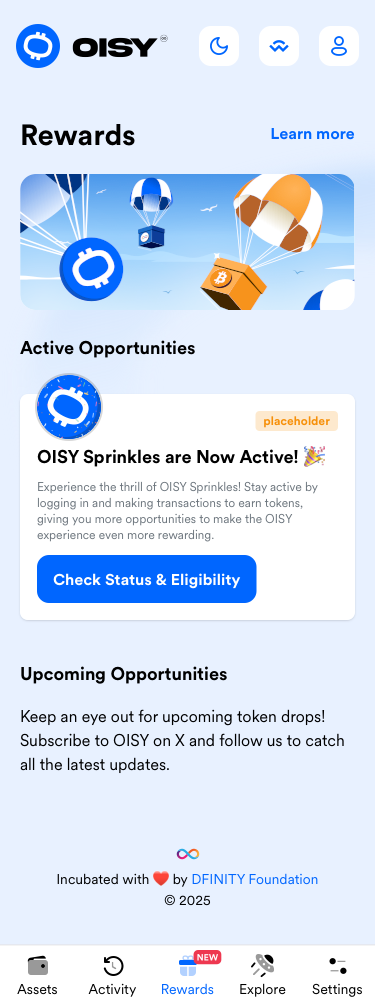 OISY
Rewards
Learn more
Active Opportunities
placeholder
OISY Sprinkles are Now Active! 🎉
Experience the thrill of OISY Sprinkles! Stay active by
logging in and making transactions to earn tokens,
giving you more opportunities to make the OISY
experience even more rewarding.
Check Status & Eligibility
Upcoming Opportunities
Keep an eye out for upcoming token drops!
Subscribe to OISY on X and follow us to catch
all the latest updates.
Incubated with ❤️ by DFINITY Foundation
© 2025
NEW
Assets Activity Rewards Explore Settings